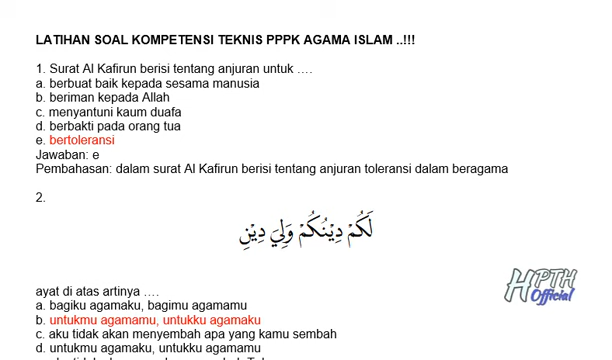 LATIHAN SOAL KOMPETENSI TEKNIS PPPK AGAMA ISLAM ..!!!
1. Surat Al Kafirun berisi tentang anjuran untuk ….
a. berbuat baik kepada sesama manusia
b. beriman kepada Allah
c. menyantuni kaum duafa
d. berbakti pada orang tua
e. bertoleransi
Jawaban: e
Pembahasan: dalam surat Al Kafirun berisi tentang anjuran toleransi dalam beragama
2.
لَكُمْ دِيْنُكُمْ وَلِيَ دِيْنِ
HPTH
Official
ayat di atas artinya ….
a. bagiku agamaku, bagimu agamamu
b. untukmu agamamu, untukku agamaku
c. aku tidak akan menyembah apa yang kamu sembah
d. untukmu agamaku, untukku agamamu